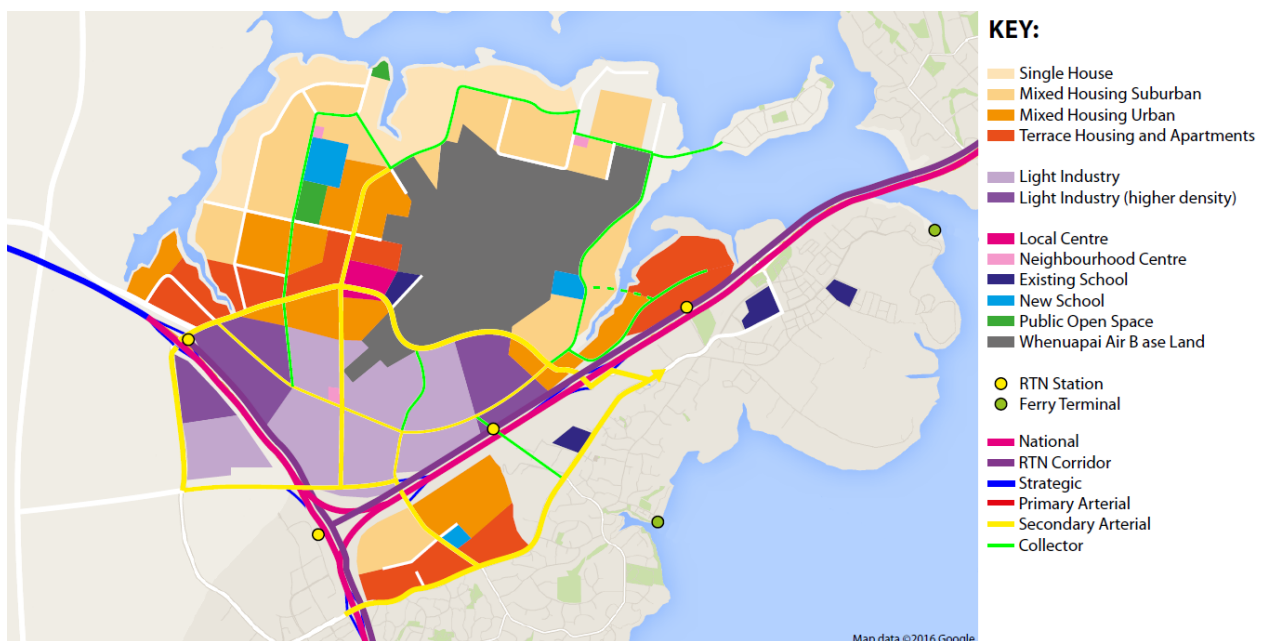 KEY:
Single House
Mixed Housing Suburban
Mixed Housing Urban
Terrace Housing and Apartments
Light Industry
Light Industry (higher density)
Local Centre
Neighbourhood Centre
Existing School
New School
Public Open Space
Whenuapai Air B ase Land
RTN Station
Ferry Terminal
National
RTN Corridor
Strategic
Primary Arterial
Secondary Arterial
Collector
Map data ©2016 Google